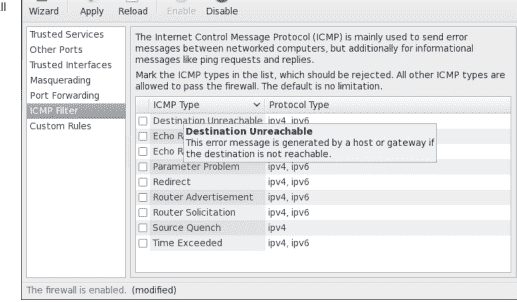 all
Wizard Apply Reload Enable Disable
Trusted Services
Other Ports
Trusted Interfaces
Masquerading
Port Forwarding
ICMP Filter
Custom Rules
The Internet Control Message Protocol (ICMP) is mainly used to send error
messages between networked computers, but additionally for informational
messages like ping requests and replies.
Mark the ICMP types in the list, which should be rejected. All other ICMP types are
allowed to pass the firewall. The default is no limitation.
ICMP Type Protocol Type
Destination Unreachable ipv4, ipv6
Echo R
Echo R
Destination Unreachable
This error message is generated by a host or gateway if
the destination is not reachable.
Parameter Problem ipv4, ipv6
Redirect ipv4, ipv6
Router Advertisement ipv4, ipv6
Router Solicitation ipv4, ipv6
Source Quench ipv4
Time Exceeded ipv4, ipv6
The firewall is enabled. (modified)